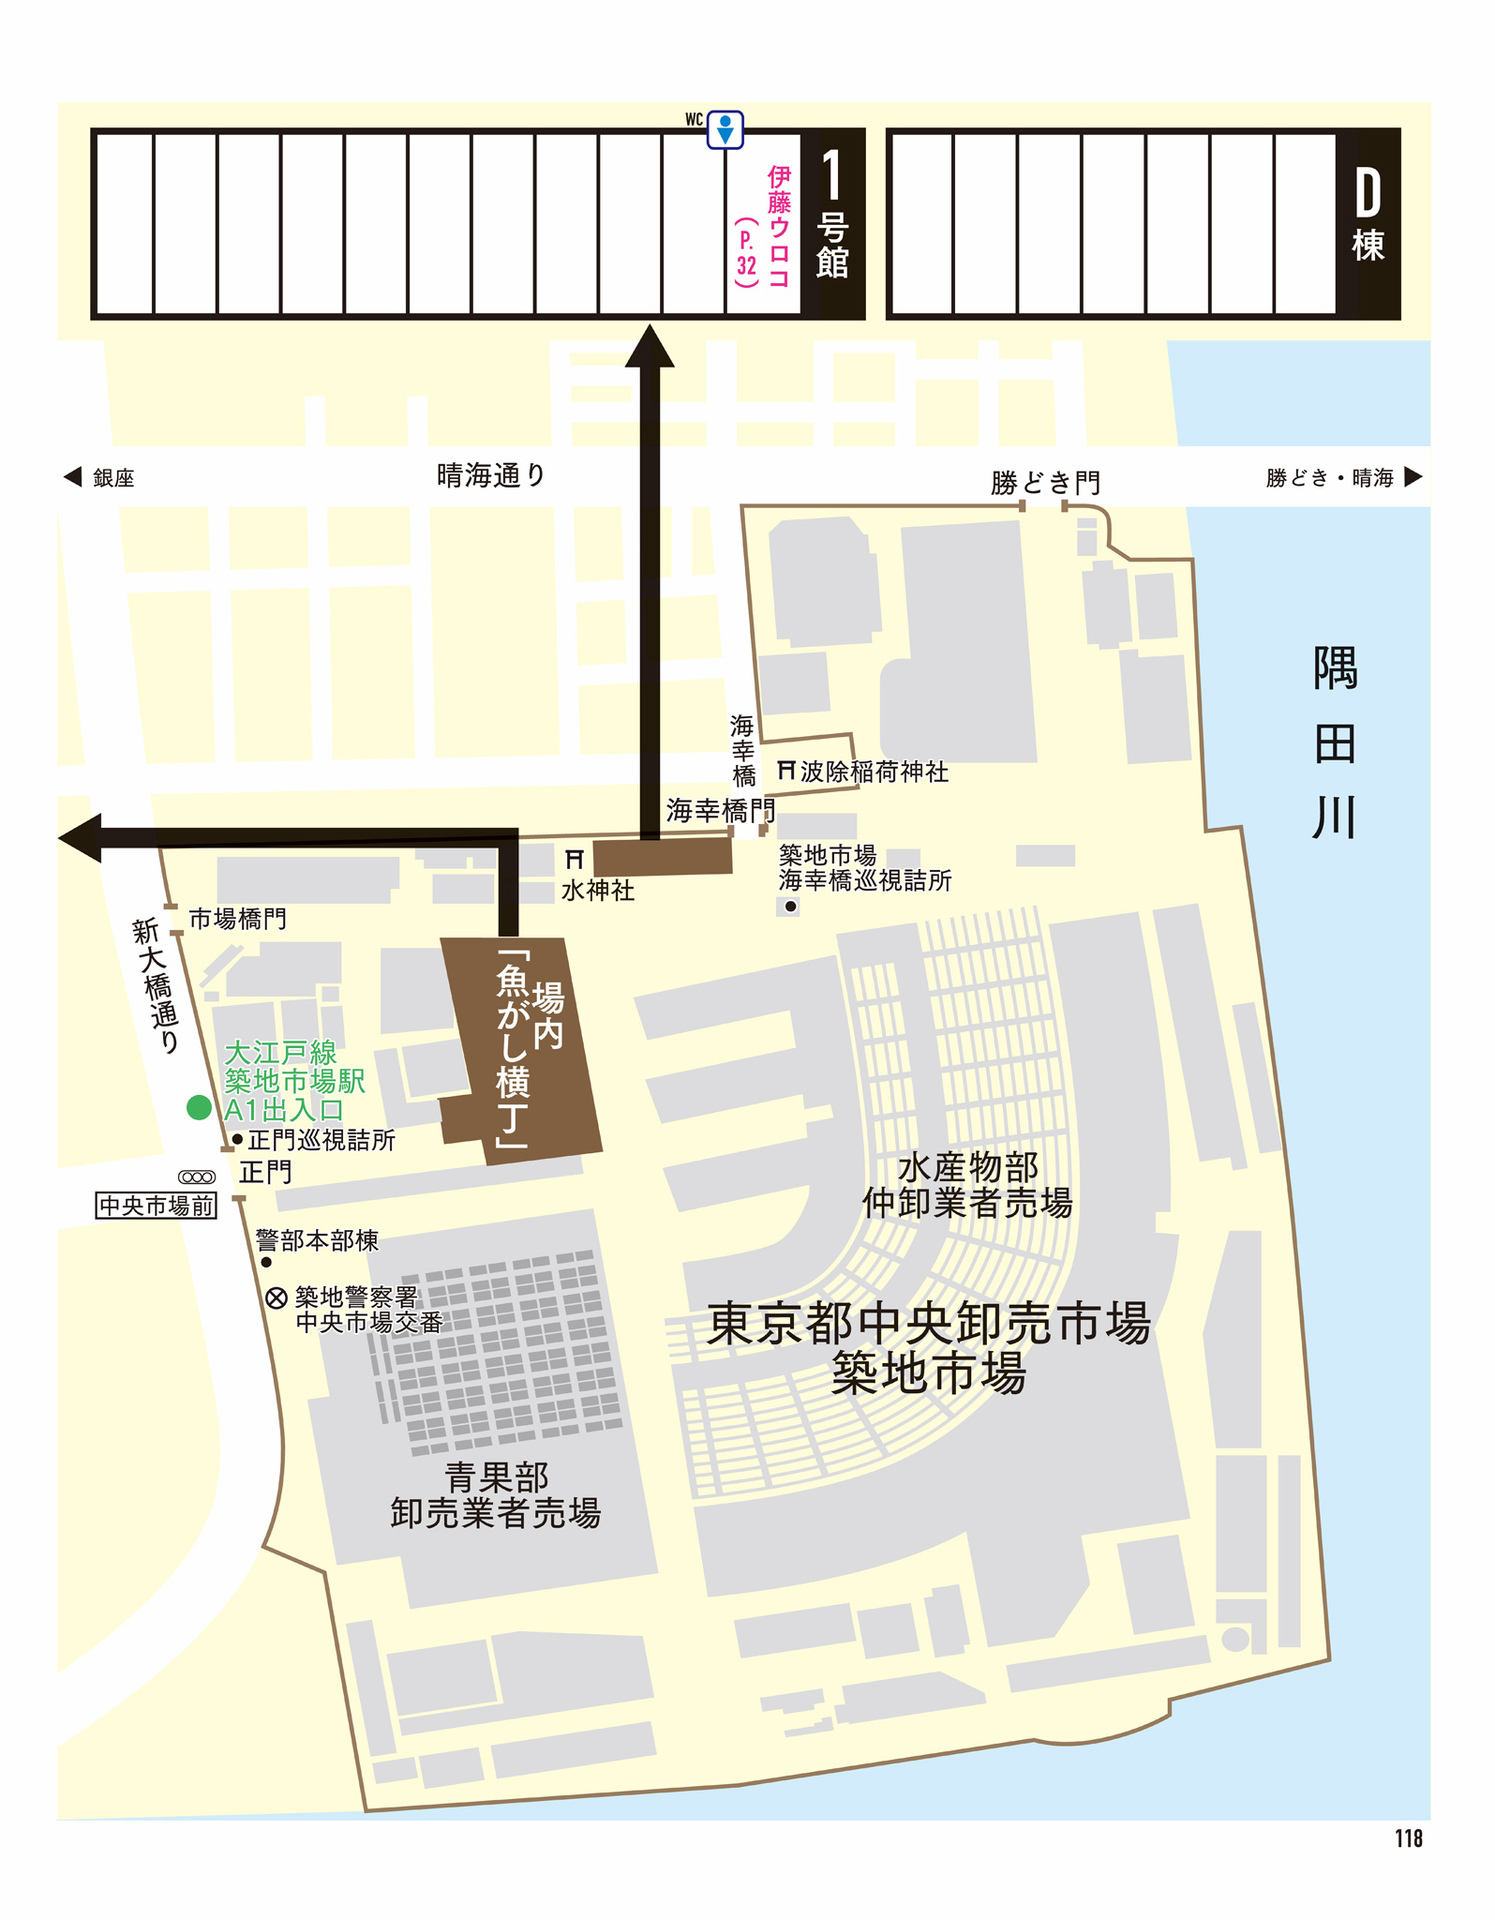 WC
伊藤ウロコ
（P.32）
1号館
D棟
銀座
晴海通り
勝どき門
勝どき・晴海
隅田川
海幸橋
波除稲荷神社
海幸橋門
築地市場
海幸橋巡視詰所
水神社
市場橋門
新大橋通り
場内
「魚がし横丁」
大江戸線
築地市場駅
A1出入口
正門巡視詰所
正門
中央市場前
警部本部棟
築地警察署
中央市場交番
水産物部
仲卸業者売場
東京都中央卸売市場
築地市場
青果部
卸売業者売場
118